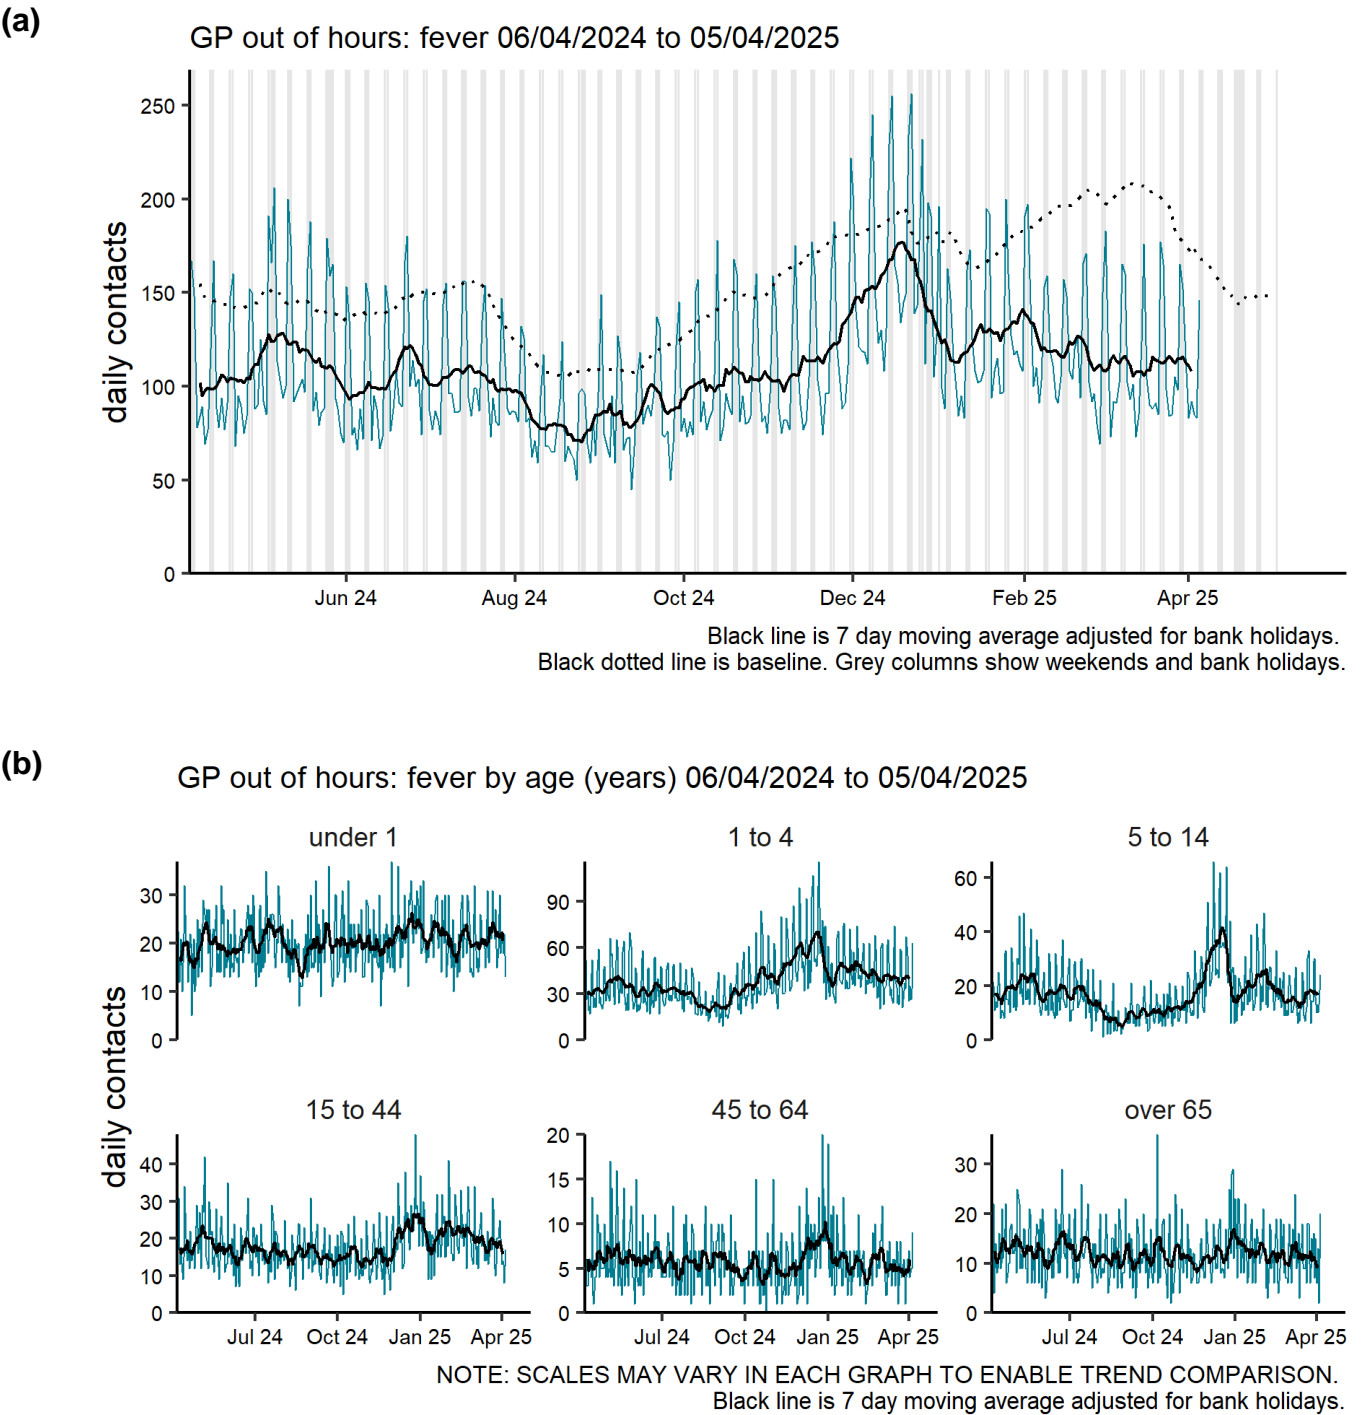 (a)
GP out of hours: fever 06/04/2024 to 05/04/2025
daily contacts
250
200
150
100
50
0
Jun 24 Aug 24 Oct 24 Dec 24 Feb 25 Apr 25
Black line is 7 day moving average adjusted for bank holidays.
Black dotted line is baseline. Grey columns show weekends and bank holidays.
(b)
GP out of hours: fever by age (years) 06/04/2024 to 05/04/2025
daily contacts
under 1
30
20
10
0
1 to 4
90
60
30
0
5 to 14
60
40
20
0
15 to 44
40
30
20
10
0
Jul 24 Oct 24 Jan 25 Apr 25
45 to 64
20
15
10
5
0
Jul 24 Oct 24 Jan 25 Apr 25
over 65
30
20
10
0
Jul 24 Oct 24 Jan 25 Apr 25
NOTE: SCALES MAY VARY IN EACH GRAPH TO ENABLE TREND COMPARISON.
Black line is 7 day moving average adjusted for bank holidays.